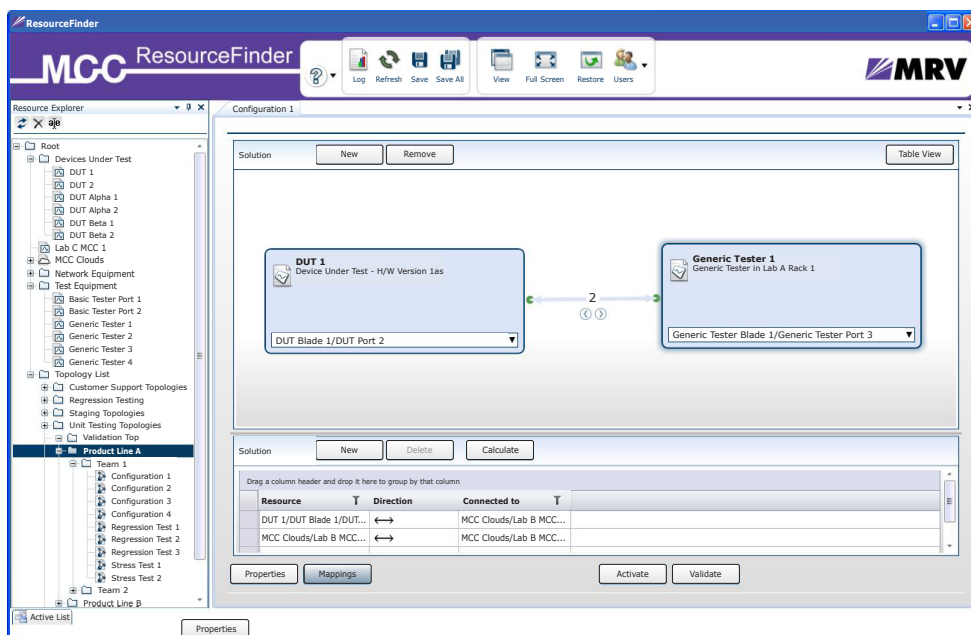 ResourceFinder
MCC ResourceFinder
Log Refresh Save Save All View Full Screen Restore Users
MRV
Resource Explorer
Root
Devices Under Test
DUT 1
DUT 2
DUT Alpha 1
DUT Alpha 2
DUT Beta 1
DUT Beta 2
Lab C MCC 1
MCC Clouds
Network Equipment
Test Equipment
Basic Tester Port 1
Basic Tester Port 2
Generic Tester 1
Generic Tester 2
Generic Tester 3
Generic Tester 4
Topology List
Customer Support Topologies
Regression Testing
Staging Topologies
Unit Testing Topologies
Validation Top
Product Line A
Team 1
Configuration 1
Configuration 2
Configuration 3
Configuration 4
Regression Test 1
Regression Test 2
Regression Test 3
Stress Test 1
Stress Test 2
Team 2
Product Line B
Active List
Configuration 1
Solution New Remove Table View
DUT 1
Device Under Test - H/W Version 1as
DUT Blade 1/DUT Port 2
2
Generic Tester 1
Generic Tester in Lab A Rack 1
Generic Tester Blade 1/Generic Tester Port 3
Solution New Delete Calculate
Drag a column header and drop it here to group by that column
Resource Direction Connected to
DUT 1/DUT Blade 1/DUT... MCC Clouds/Lab B MCC...
MCC Clouds/Lab B MCC... MCC Clouds/Lab B MCC...
Properties Mappings Activate Validate
Properties